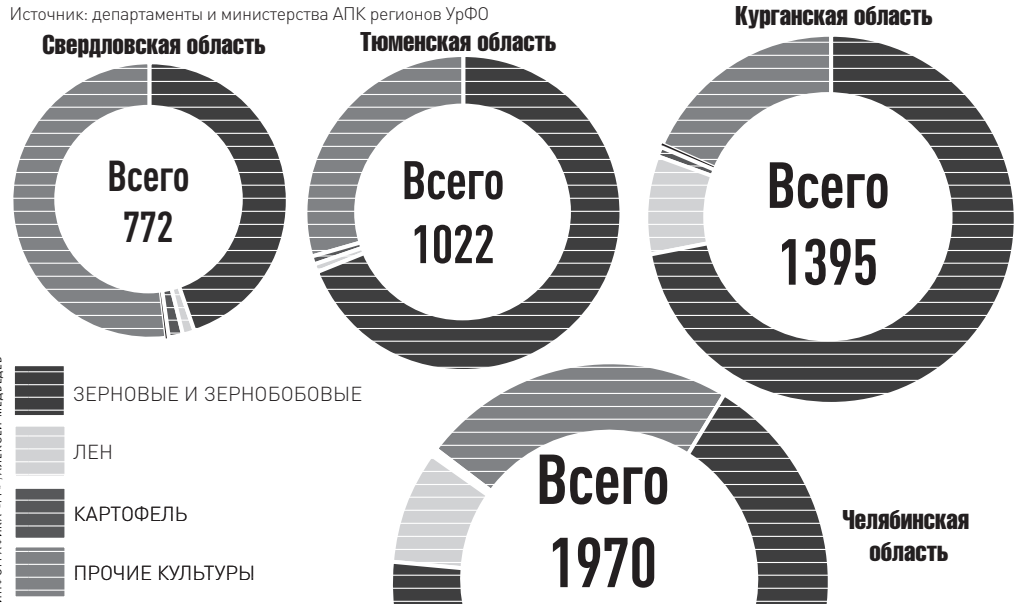 Источник: департаменты и министерства АПК регионов УрФО
Свердловская область
Тюменская область
Курганская область
Всего
772
Всего
1022
Всего
1395
ЗЕРНОВЫЕ И ЗЕРНОБОБОВЫЕ
ЛЕН
КАРТОФЕЛЬ
ПРОЧИЕ КУЛЬТУРЫ
Всего
1970
Челябинская
область